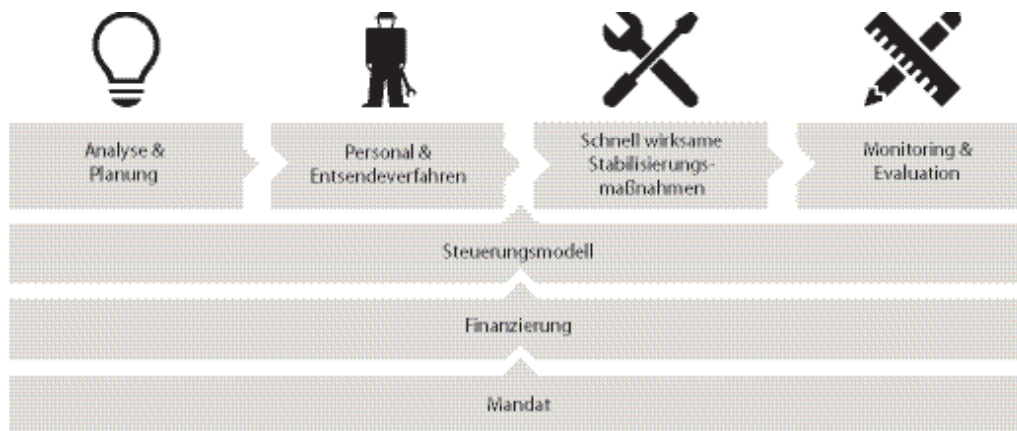 Analyse &
Planung
Personal &
Entsendeverfahren
Schnell wirksame
Stabilisierungs-
maßnahmen
Monitoring &
Evaluation
Steuerungsmodell
Finanzierung
Mandat